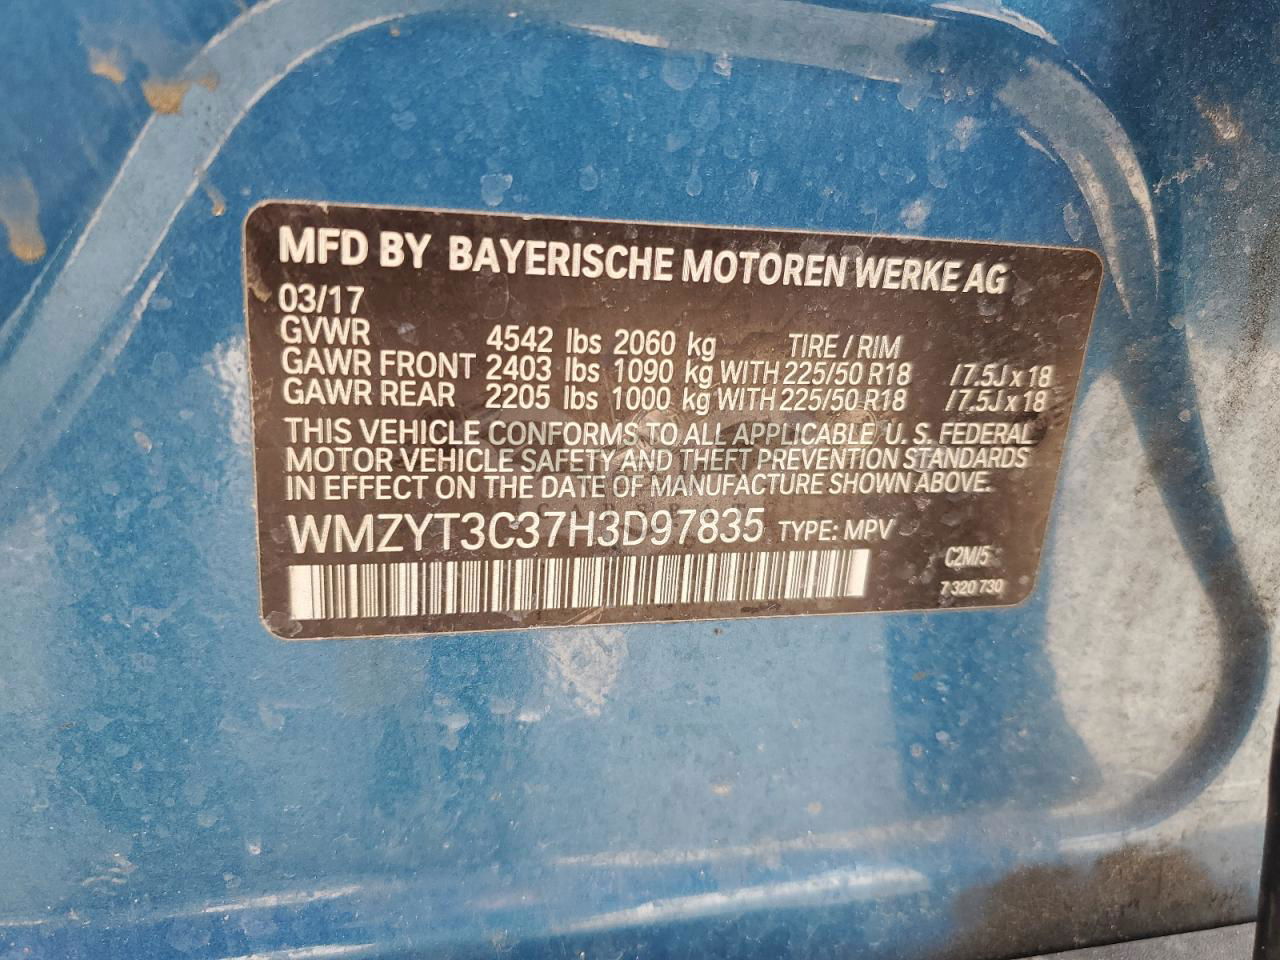 MFD BY BAYERISCHE MOTOREN WERKE AG
03/17
GVWR 4542 lbs 2060 kg TIRE / RIM
GAWR FRONT 2403 lbs 1090 kg WITH 225/50 R18 /7.5J x 18
GAWR REAR 2205 lbs 1000 kg WITH 225/50 R18 /7.5J x 18
THIS VEHICLE CONFORMS TO ALL APPLICABLE U. S. FEDERAL
MOTOR VEHICLE SAFETY AND THEFT PREVENTION STANDARDS
IN EFFECT ON THE DATE OF MANUFACTURE SHOWN ABOVE.
WMZYT3C37H3D97835 TYPE: MPV
C2M/5
7 320 730